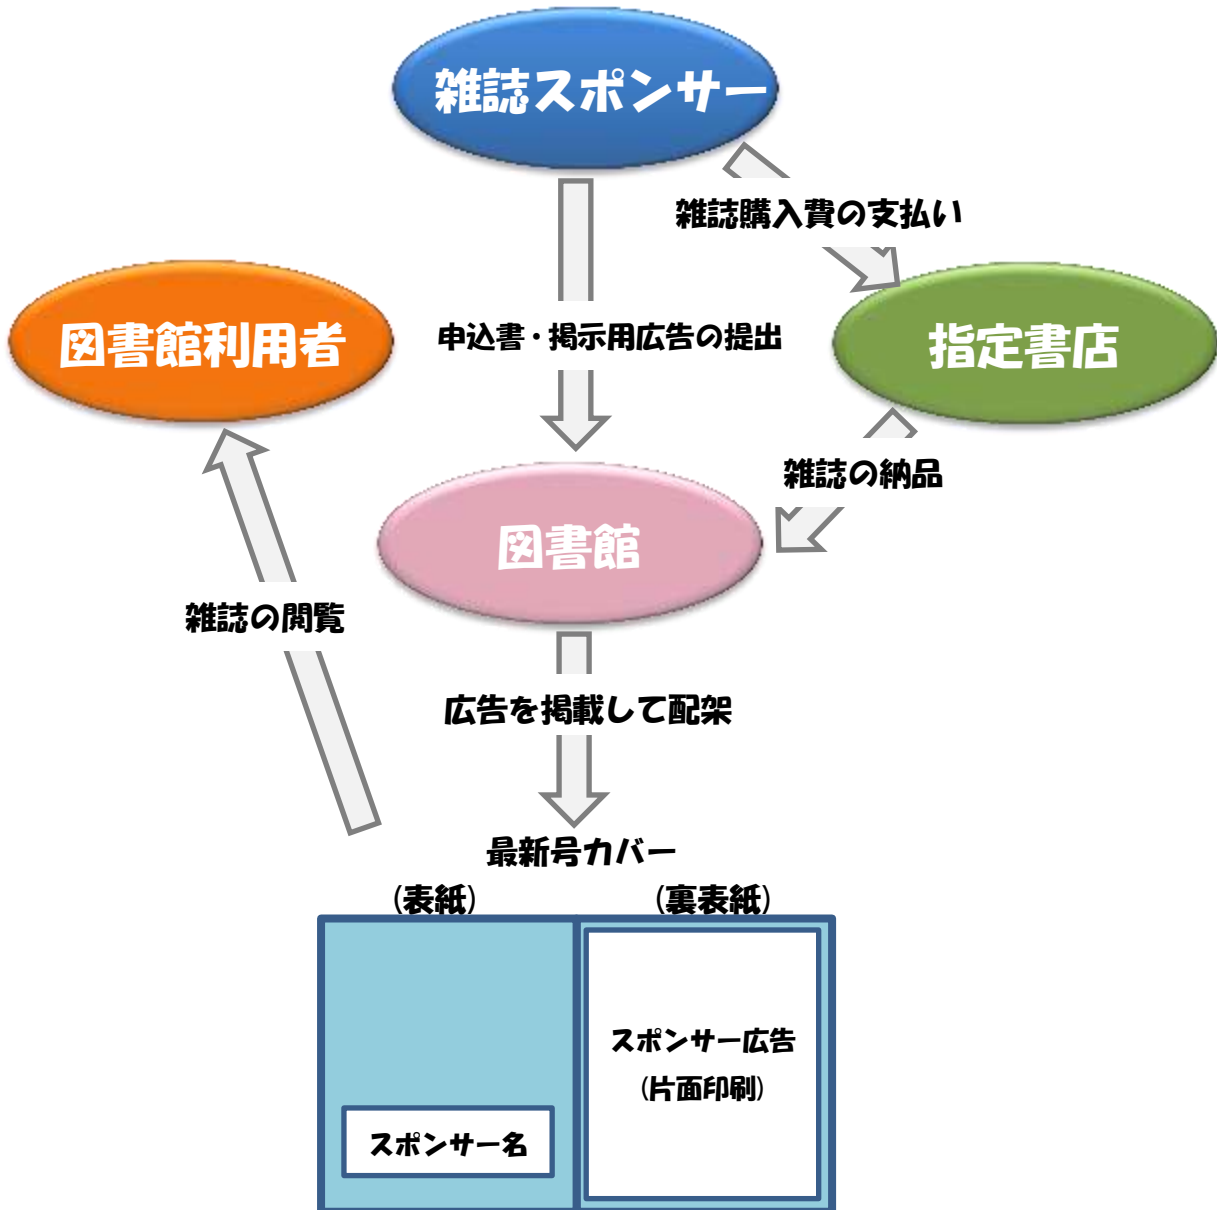 雑誌スポンサー
雑誌購入費の支払い
図書館利用者
申込書・掲示用広告の提出
指定書店
雑誌の納品
図書館
雑誌の閲覧
広告を掲載して配架
最新号カバー
(表紙)
(裏表紙)
スポンサー広告
(片面印刷)
スポンサー名